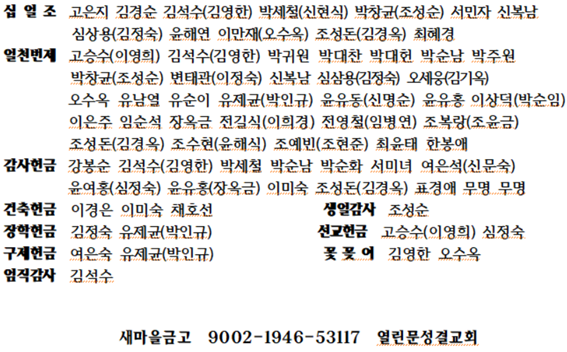 십 일 조 고은지 김경순 김석수(김영한) 박세철(신현식) 박창균(조성순) 서민자 신복남
심상용(김정숙) 윤해연 이만재(오수옥) 조성돈(김경옥) 최혜경
일천번제 고승수(이영희) 김석수(김영한) 박귀원 박대찬 박대헌 박순남 박주원
박창균(조성순) 변태관(이정숙) 신복남 심상용(김정숙) 오세웅(김기옥)
오수옥 유남열 유순이 유제균(박인규) 윤유동(신명순) 윤유홍 이상덕(박순임)
이은주 임순석 장옥금 전길식(이희경) 전영철(임병연) 조복랑(조윤금)
조성돈(김경옥) 조수현(윤해식) 조예빈(조현준) 최윤태 한봉애
감사헌금 강봉순 김석수(김영한) 박세철 박순남 박순화 서미녀 여은석(신문숙)
윤여홍(심정숙) 윤유홍(장옥금) 이미숙 조성돈(김경옥) 표경애 무명 무명
건축헌금 이경은 이미숙 채호선 생일감사 조성순
장학헌금 김정숙 유제균(박인규) 선교헌금 고승수(이영희) 심정숙
구제헌금 여은숙 유제균(박인규) 꽃 꽂 이 김영한 오수옥
임직감사 김석수
새마을금고 9002-1946-53117 열린문성결교회